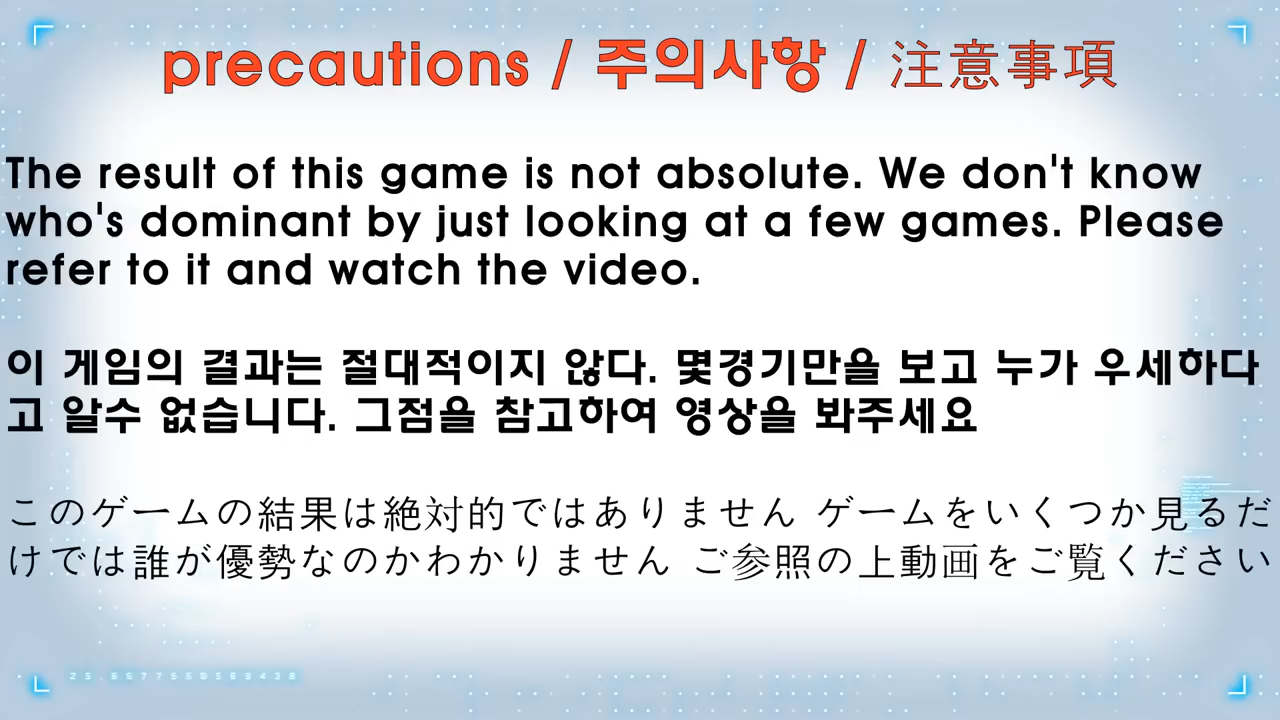 precautions / 주의사항 / 注意事項
The result of this game is not absolute. We don't know
who's dominant by just looking at a few games. Please
refer to it and watch the video.
이 게임의 결과는 절대적이지 않다. 몇경기만을 보고 누가 우세하다
고 알수 없습니다. 그점을 참고하여 영상을 봐주세요
このゲームの結果は絶対的ではありません ゲームをいくつか見るだ
けでは誰が優勢なのかわかりません ご参照の上動画をご覧ください